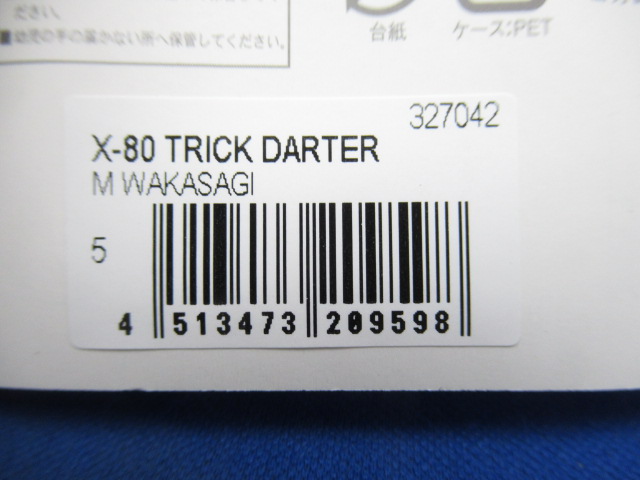 ださい。
■幼児の手の届かない所へ保管してください。
台紙
ケース:PET
327042
X-80 TRICK DARTER
M WAKASAGI
5
4 513473 209598